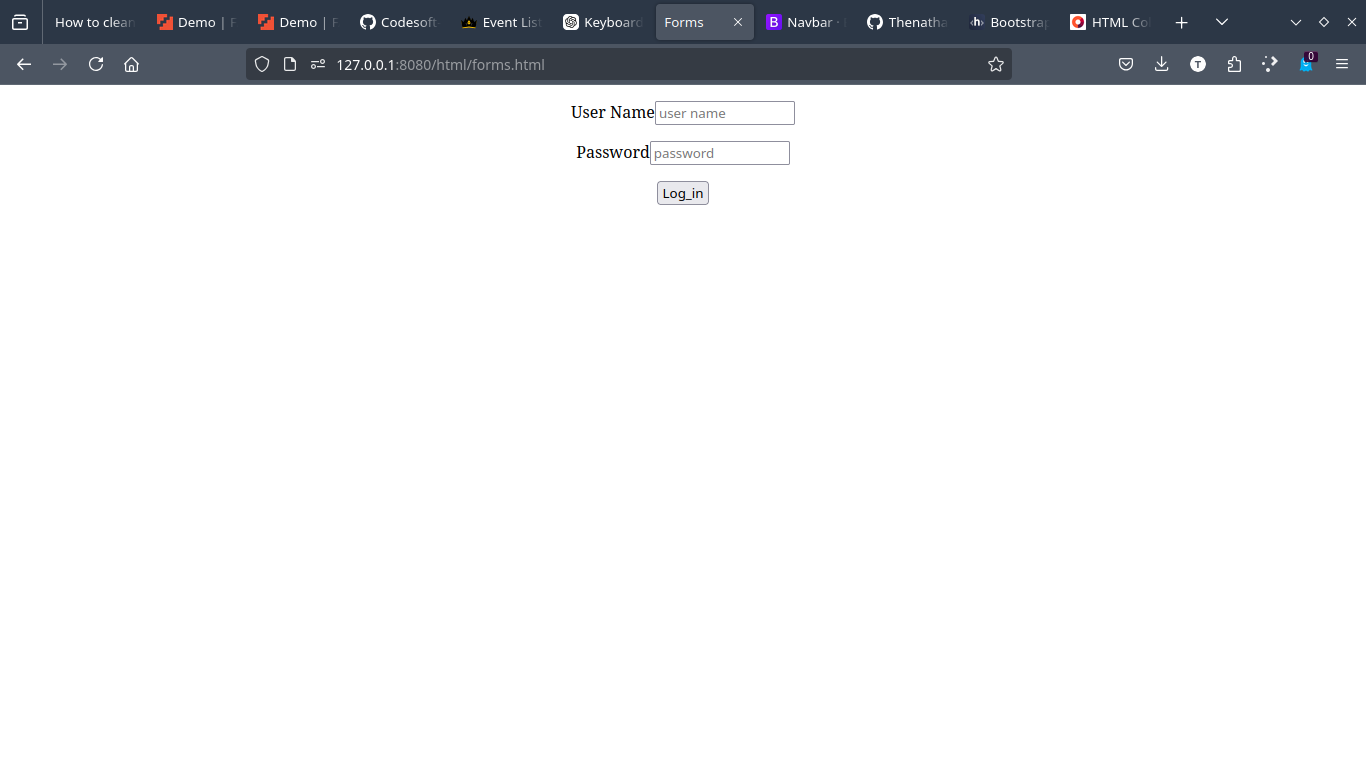 How to clean
Demo | F
Demo | F
Codesoft
Event List
Keyboard
Forms
Navbar ·
Thenatha
Bootstrap
HTML Co
127.0.0.1:8080/html/forms.html
T
0
User Name user name
Password password
Log_in